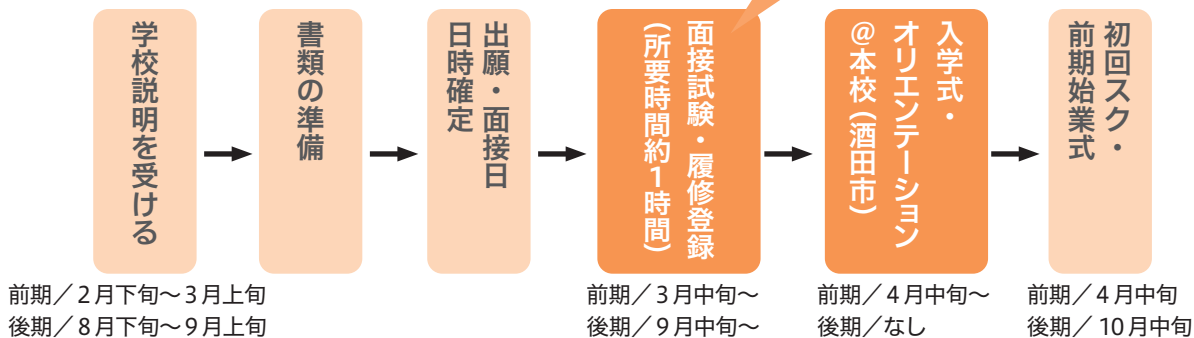 学校説明を受ける
書類の準備
出願・面接日
日時確定
面接試験・履修登録
（所要時間約1時間）
入学式・
オリエンテーション
@本校（酒田市）
初回スク・
前期始業式
前期／2月下旬～3月上旬
後期／8月下旬～9月上旬
前期／3月中旬～
後期／9月中旬～
前期／4月中旬～
後期／なし
前期／4月中旬
後期／10月中旬